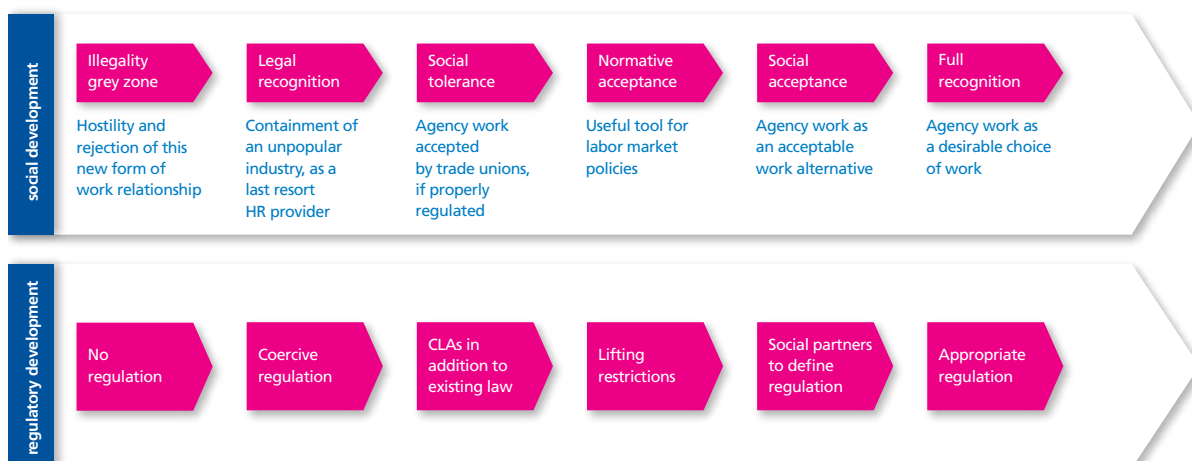 social development
Illegality
grey zone
Hostility and
rejection of this
new form of
work relationship
Legal
recognition
Containment of
an unpopular
industry, as a
last resort
HR provider
Social
tolerance
Agency work
accepted
by trade unions,
if properly
regulated
Normative
acceptance
Useful tool for
labor market
policies
Social
acceptance
Agency work as
an acceptable
work alternative
Full
recognition
Agency work as
a desirable choice
of work
regulatory development
No
regulation
Coercive
regulation
CLAs in
addition to
existing law
Lifting
restrictions
Social partners
to define
regulation
Appropriate
regulation